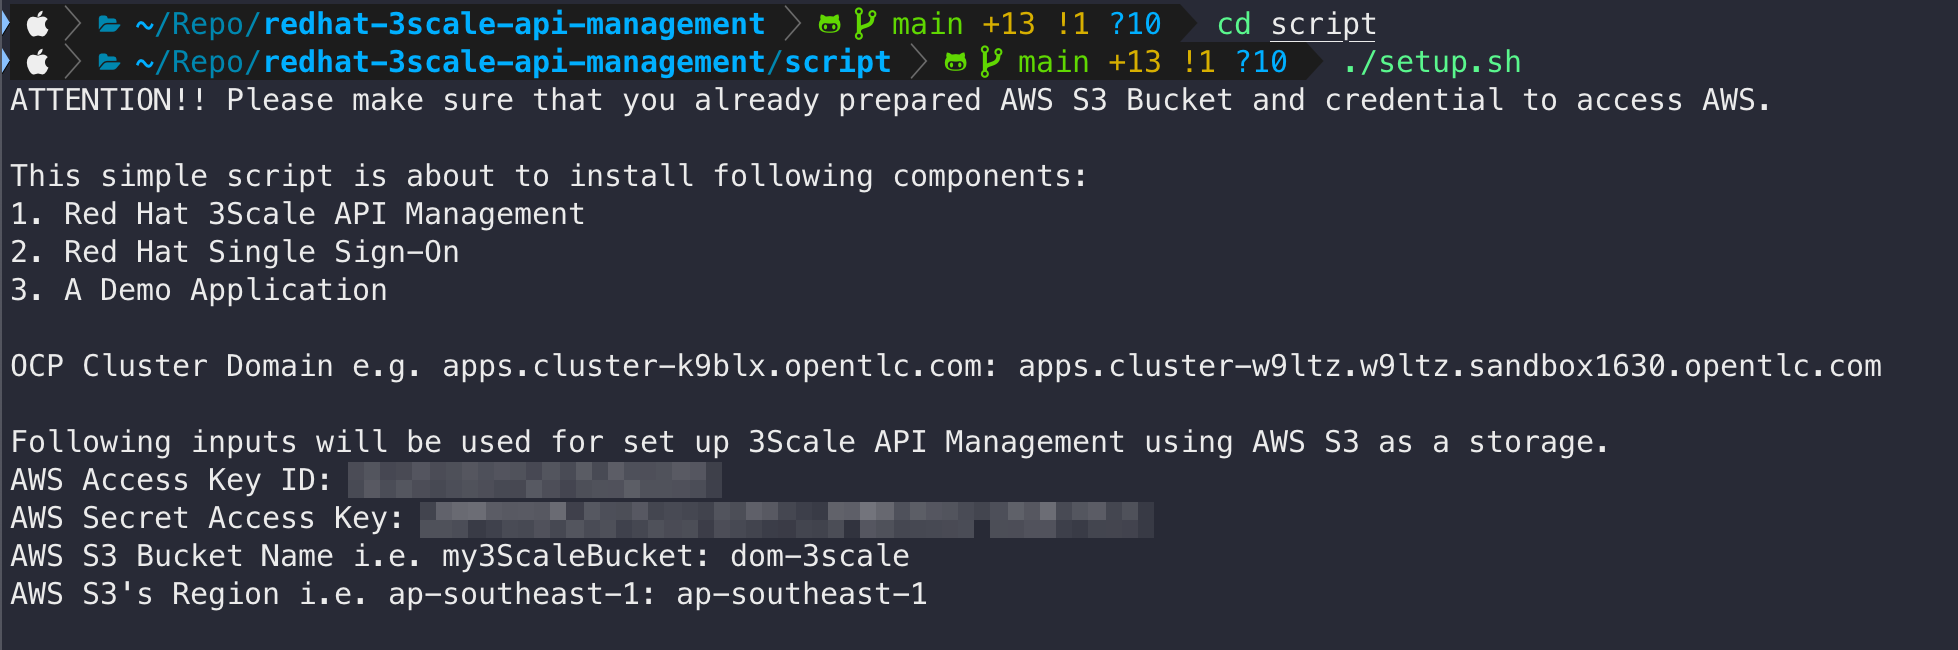 ~/Repo/redhat-3scale-api-management main +13 !1 ?10 cd script
~/Repo/redhat-3scale-api-management/script main +13 !1 ?10 ./setup.sh
ATTENTION!! Please make sure that you already prepared AWS S3 Bucket and credential to access AWS.
This simple script is about to install following components:
1. Red Hat 3Scale API Management
2. Red Hat Single Sign-On
3. A Demo Application
OCP Cluster Domain e.g. apps.cluster-k9blx.opentlc.com: apps.cluster-w9ltz.w9ltz.sandbox1630.opentlc.com
Following inputs will be used for set up 3Scale API Management using AWS S3 as a storage.
AWS Access Key ID:
AWS Secret Access Key:
AWS S3 Bucket Name i.e. my3ScaleBucket: dom-3scale
AWS S3's Region i.e. ap-southeast-1: ap-southeast-1